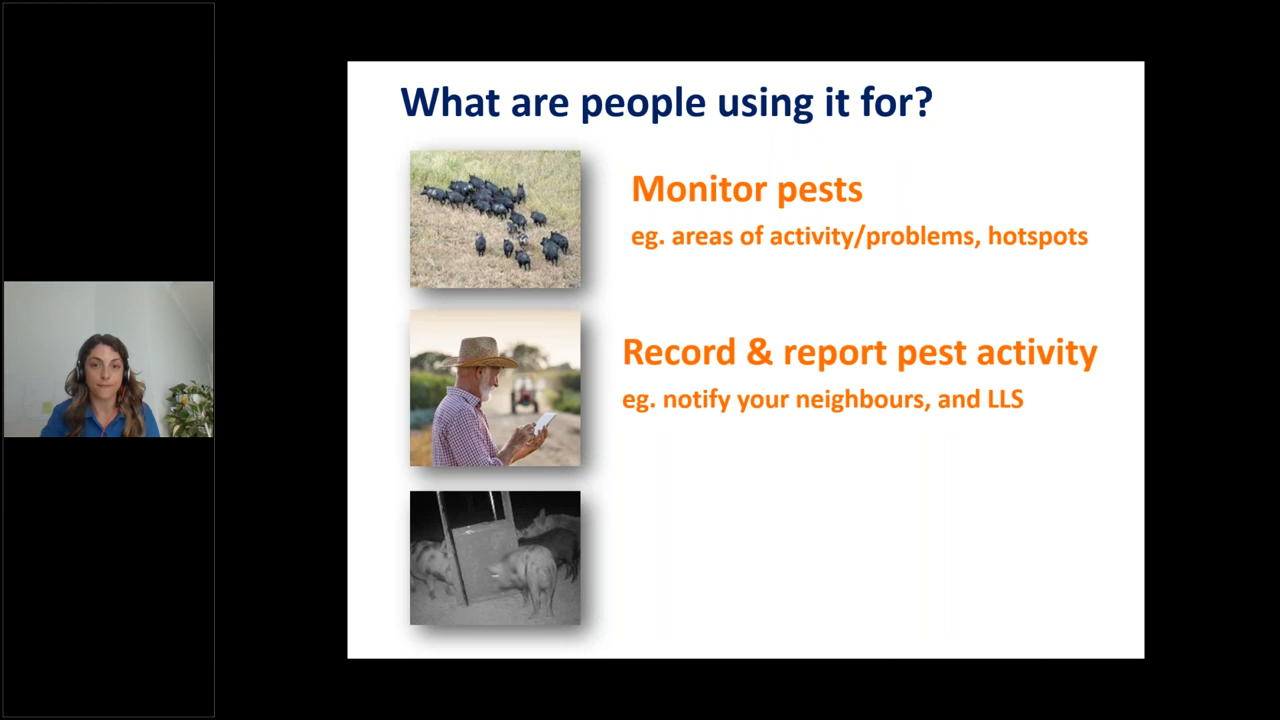 What are people using it for?
Monitor pests
eg. areas of activity/problems, hotspots
Record & report pest activity
eg. notify your neighbours, and LLS